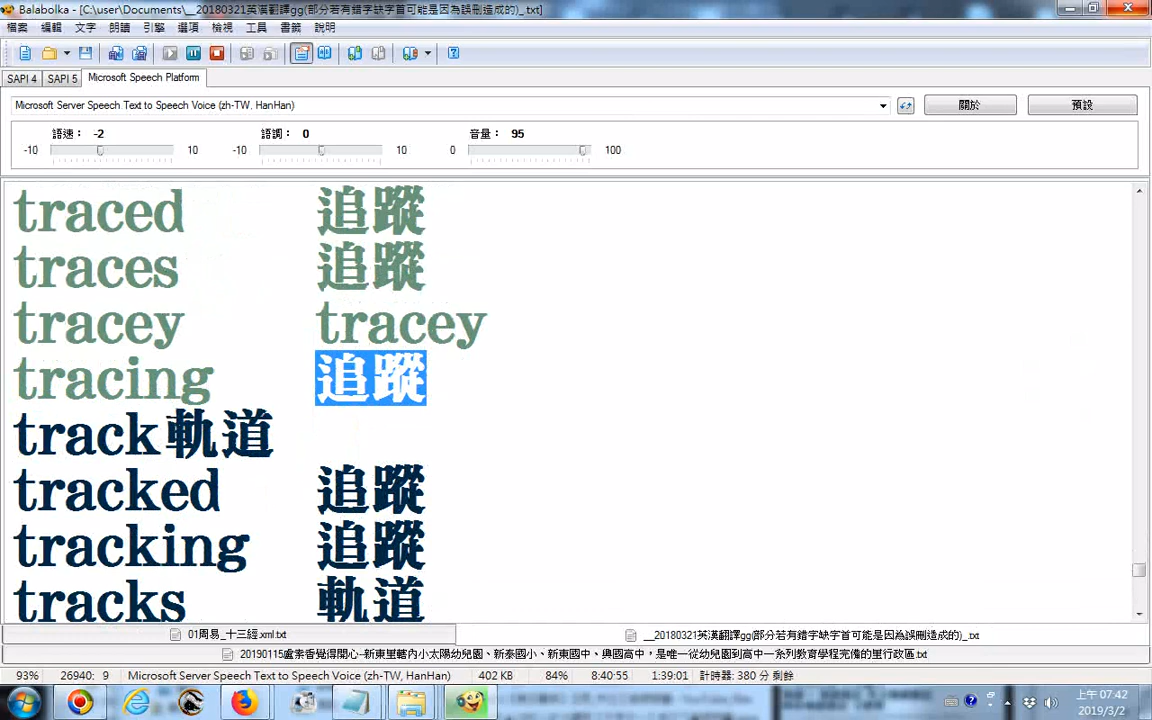 Balabolka - [C:\user\Documents\__20180321英漢翻譯gg(部分若有錯字缺字首可能是因為誤刪造成的)_.txt]
檔案 編輯 文字 朗讀 引擎 選項 檢視 工具 書籤 說明
SAPI 4 SAPI 5 Microsoft Speech Platform
Microsoft Server Speech Text to Speech Voice (zh-TW, HanHan) 關於 預設
語速： -2 語調： 0 音量： 95
-10 10 -10 10 0 100
traced 追蹤
traces 追蹤
tracey tracey
tracing 追蹤
track軌道
tracked 追蹤
tracking 追蹤
tracks 軌道
01周易_十三經.xml.txt __20180321英漢翻譯gg(部分若有錯字缺字首可能是因為誤刪造成的)_.txt
20190115盧素香覺得開心-新東里轄內小太陽幼兒園、新泰國小、新東國中、興國高中，是唯一從幼兒園到高中一系列教育學程完備的里行政區.txt
93% 26940: 9 Microsoft Server Speech Text to Speech Voice (zh-TW, HanHan) 402 KB 84% 8:40:55 1:39:01 計時器: 380 分 剩餘
上午 07:42
2019/3/2